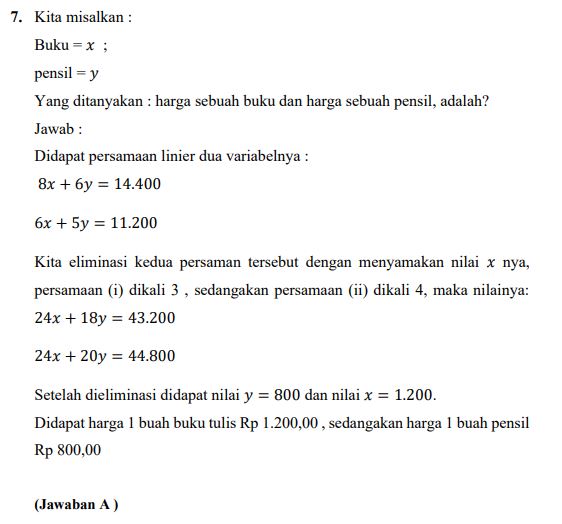 7. Kita misalkan :
Buku = x ;
pensil = y
Yang ditanyakan : harga sebuah buku dan harga sebuah pensil, adalah?
Jawab :
Didapat persamaan linier dua variabelnya :
8x + 6y = 14.400
6x + 5y = 11.200
Kita eliminasi kedua persaman tersebut dengan menyamakan nilai x nya,
persamaan (i) dikali 3 , sedangakan persamaan (ii) dikali 4, maka nilainya:
24x + 18y = 43.200
24x + 20y = 44.800
Setelah dieliminasi didapat nilai y = 800 dan nilai x = 1.200.
Didapat harga 1 buah buku tulis Rp 1.200,00 , sedangakan harga 1 buah pensil
Rp 800,00
(Jawaban A )